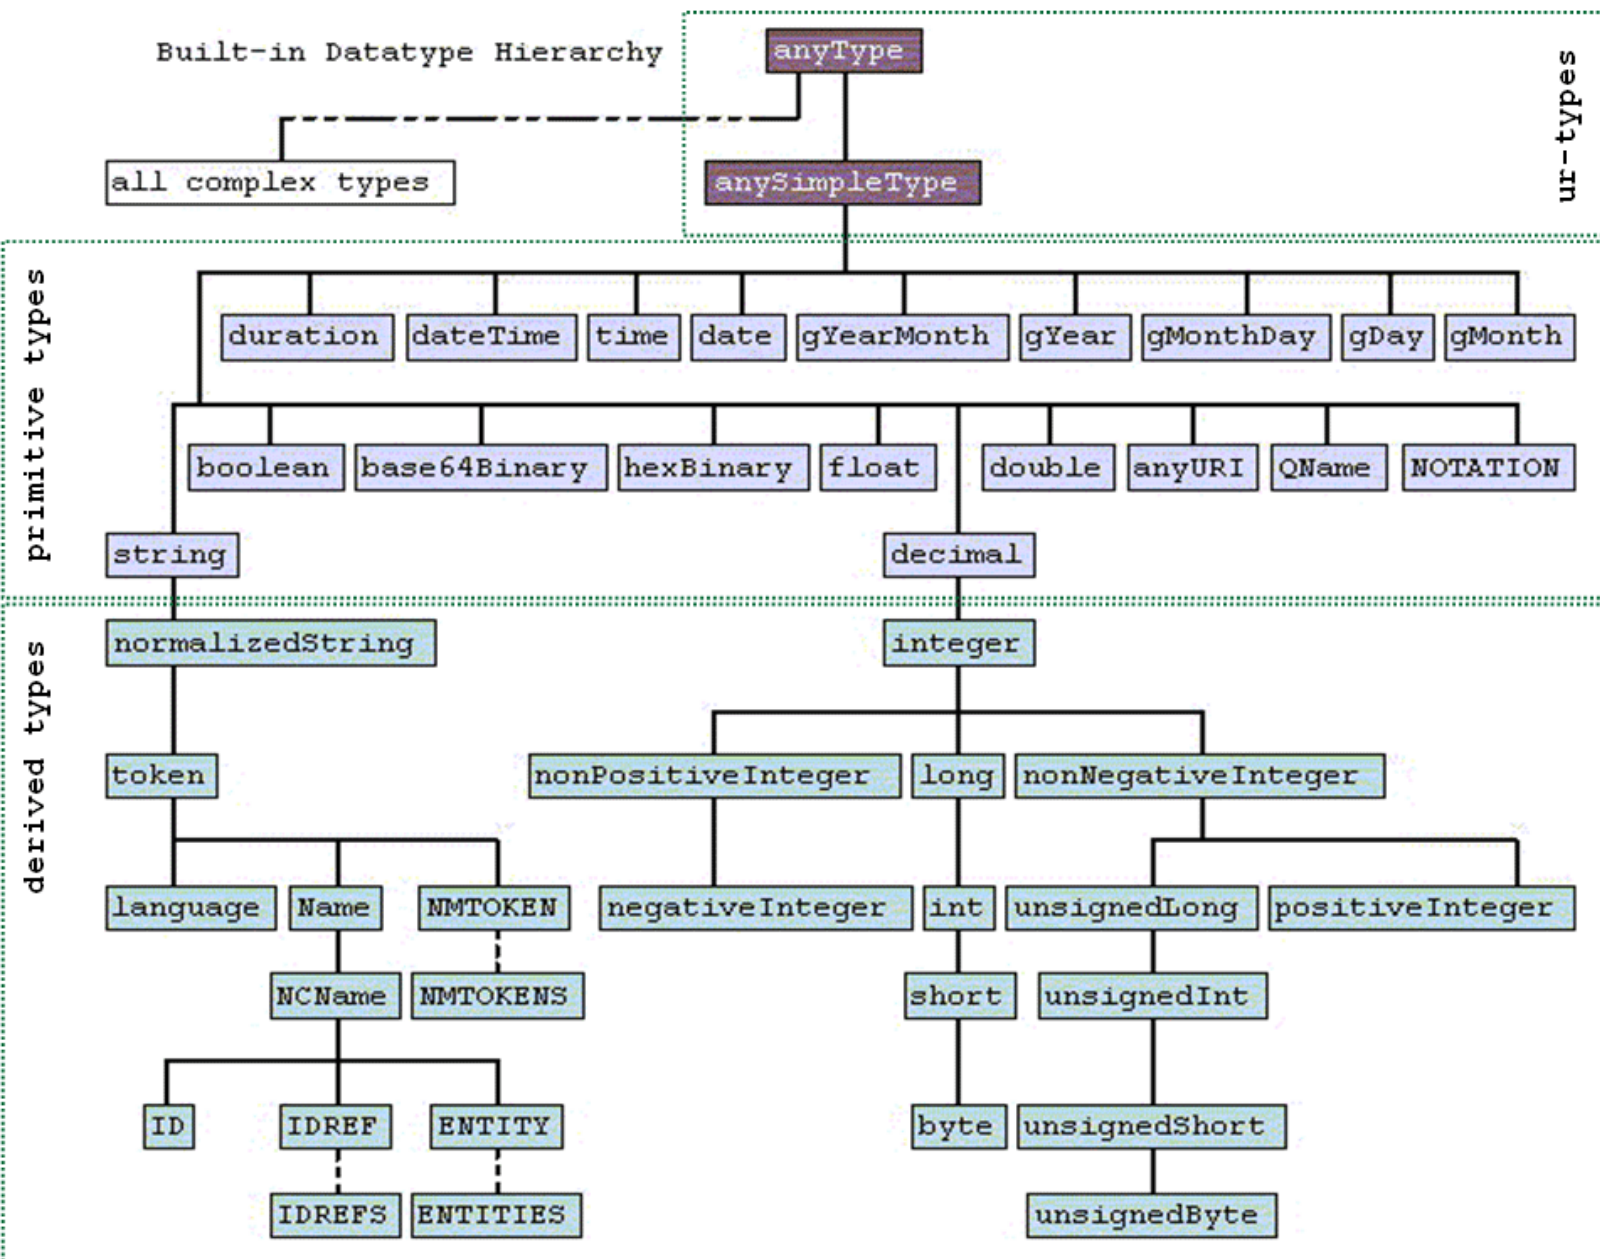 Built-in Datatype Hierarchy
anyType
ur-types
all complex types
anySimpleType
primitive types
duration dateTime time date gYearMonth gYear gMonthDay gDay gMonth
boolean base64Binary hexBinary float double anyURI QName NOTATION
string decimal
derived types
normalizedString integer
token nonPositiveInteger long nonNegativeInteger
language Name NMTOKEN negativeInteger int unsignedLong positiveInteger
NCName NMTOKENS short unsignedInt
ID IDREF ENTITY byte unsignedShort
IDREFS ENTITIES unsignedByte